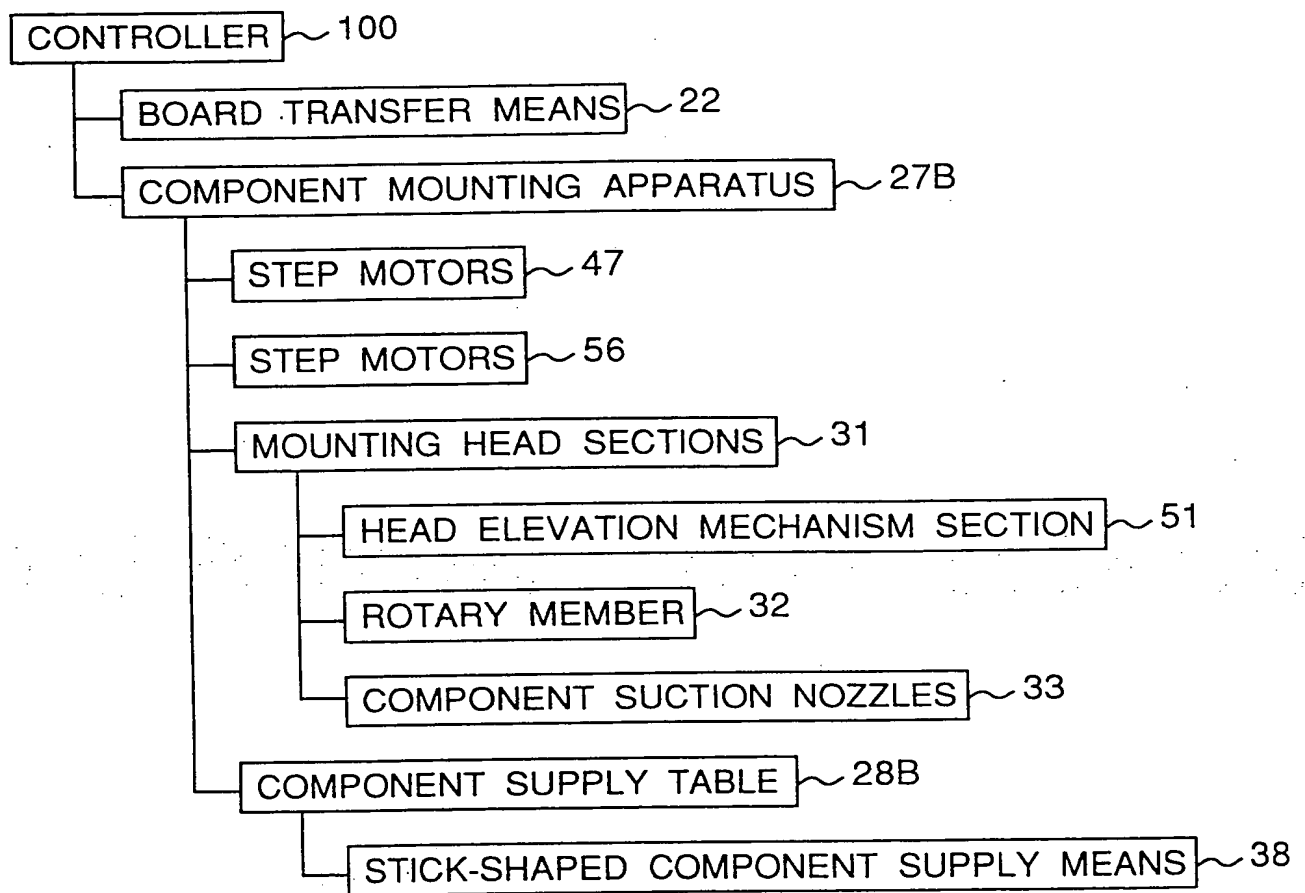 CONTROLLER 100
BOARD TRANSFER MEANS 22
COMPONENT MOUNTING APPARATUS 27B
STEP MOTORS 47
STEP MOTORS 56
MOUNTING HEAD SECTIONS 31
HEAD ELEVATION MECHANISM SECTION 51
ROTARY MEMBER 32
COMPONENT SUCTION NOZZLES 33
COMPONENT SUPPLY TABLE 28B
STICK-SHAPED COMPONENT SUPPLY MEANS 38